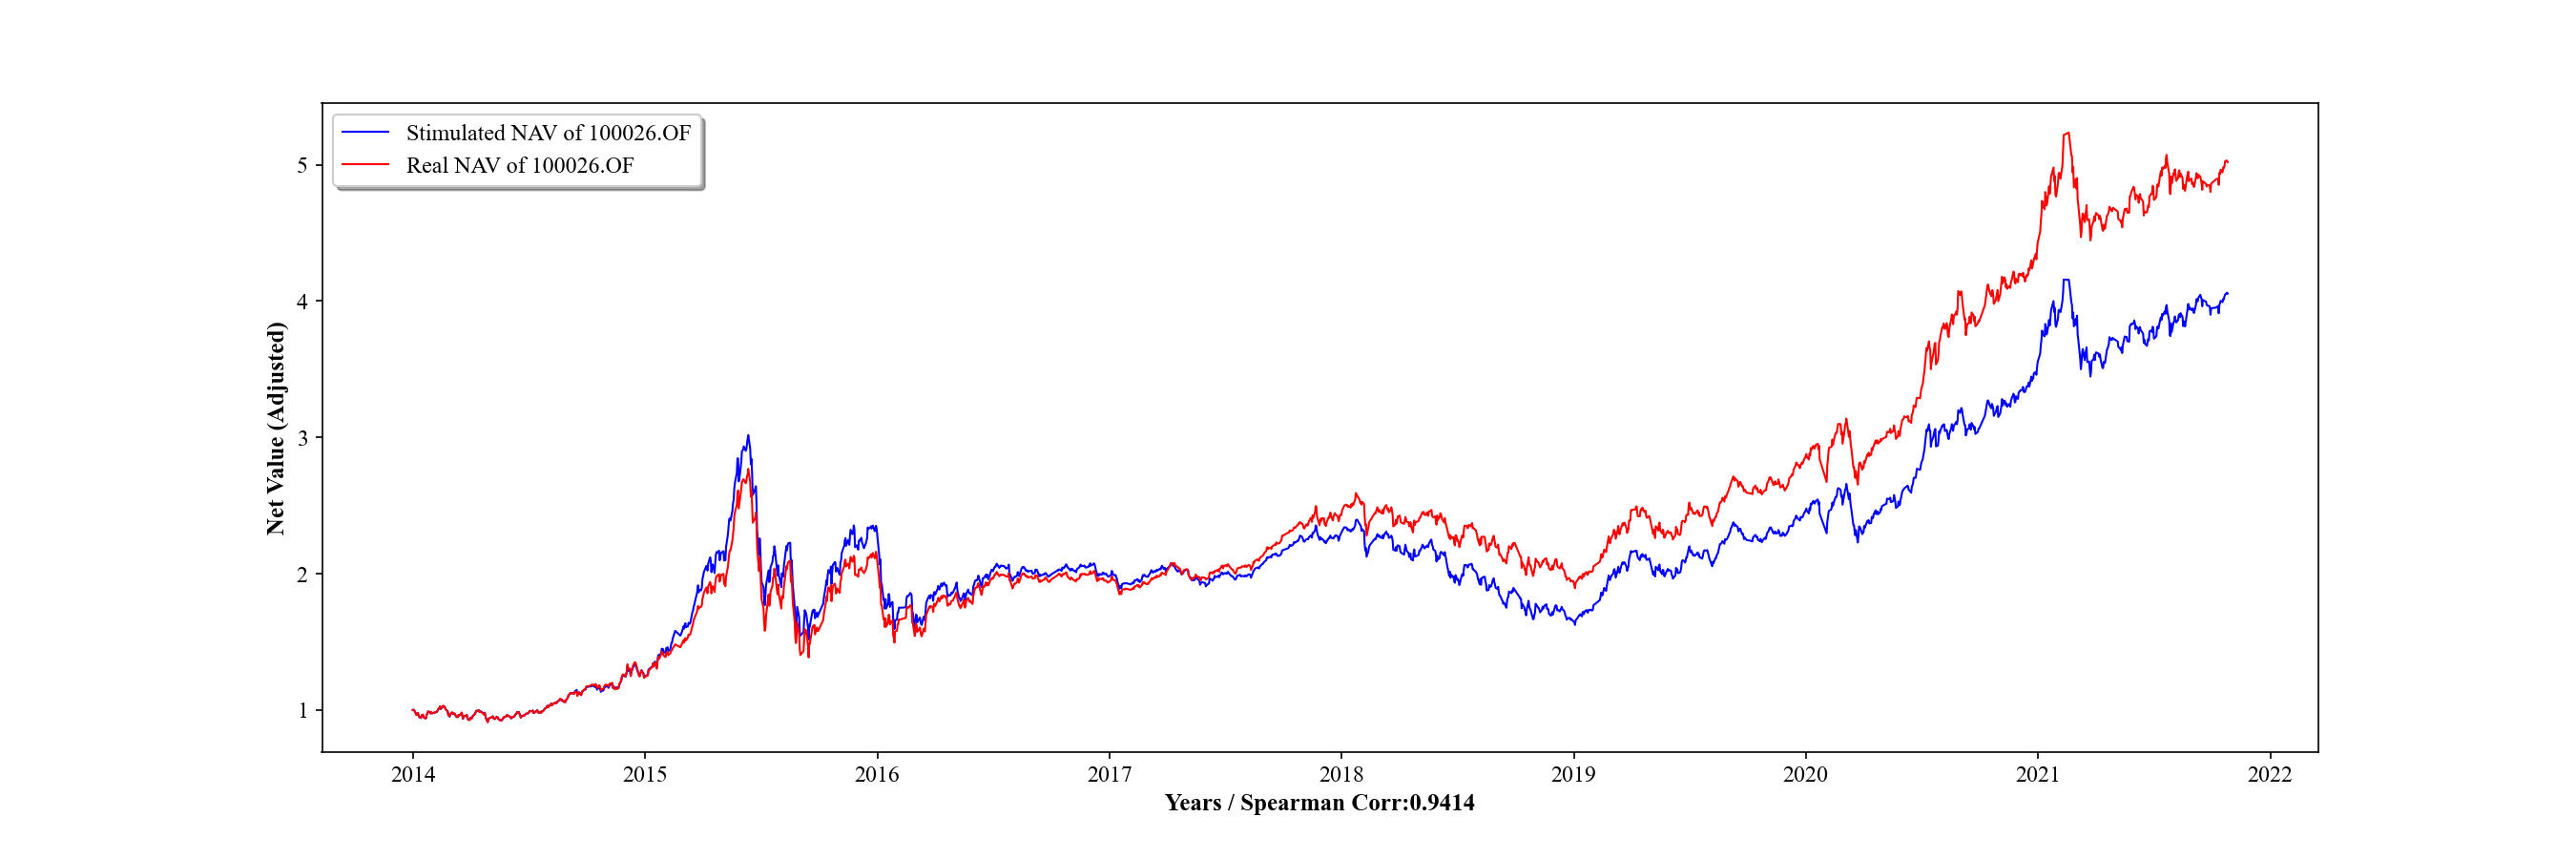 Stimulated NAV of 100026.OF
Real NAV of 100026.OF
Net Value (Adjusted)
5
4
3
2
1
2014 2015 2016 2017 2018 2019 2020 2021 2022
Years / Spearman Corr:0.9414